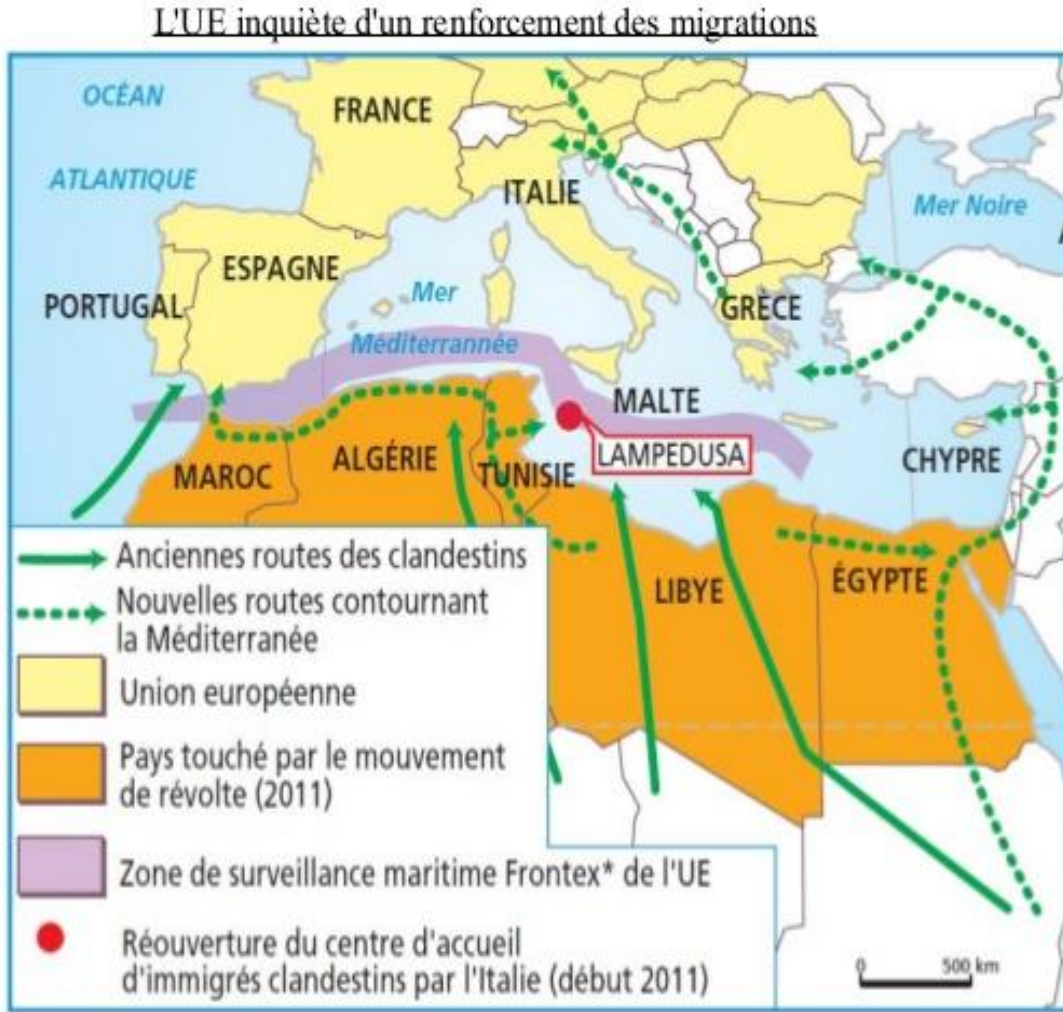 L'UE inquiète d'un renforcement des migrations
OCÉAN
ATLANTIQUE
FRANCE
ITALIE
Mer Noire
ESPAGNE
PORTUGAL
Mer
Méditerrannée
GRÈCE
MALTE
LAMPEDUSA
CHYPRE
MAROC
ALGÉRIE
TUNISIE
LIBYE
ÉGYPTE
Anciennes routes des clandestins
Nouvelles routes contournant
la Méditerranée
Union européenne
Pays touché par le mouvement
de révolte (2011)
Zone de surveillance maritime Frontex* de l'UE
Réouverture du centre d'accueil
d'immigrés clandestins par l'Italie (début 2011)
0 500 km